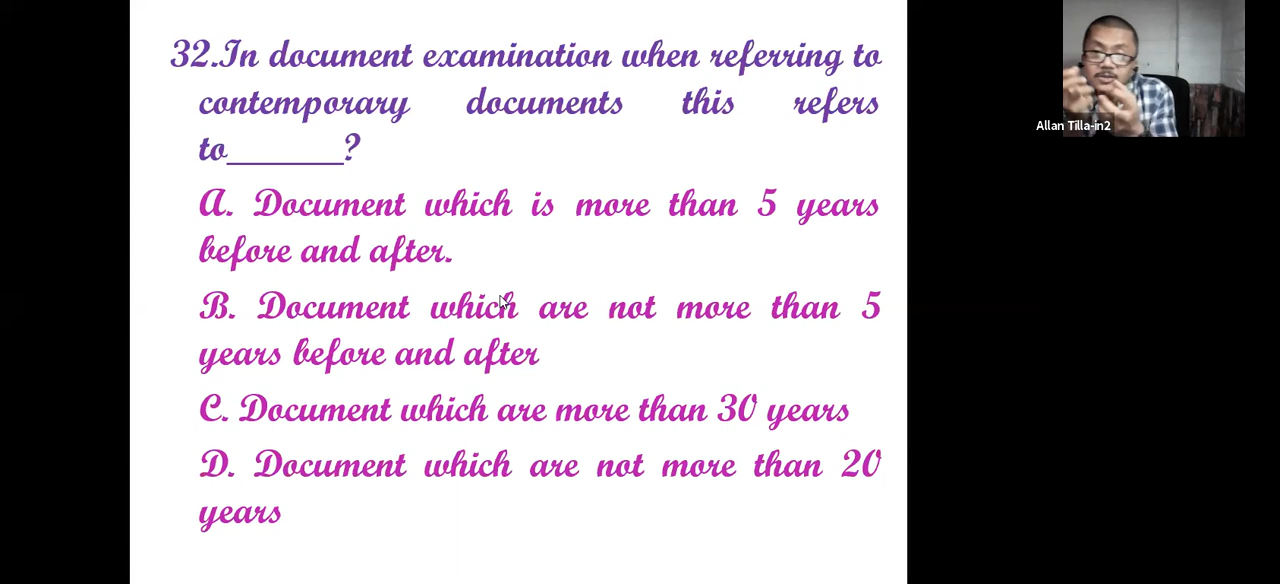 32.In document examination when referring to
contemporary documents this refers
to______?
A. Document which is more than 5 years
before and after.
B. Document which are not more than 5
years before and after
C. Document which are more than 30 years
D. Document which are not more than 20
years
Allan Tilla-in2